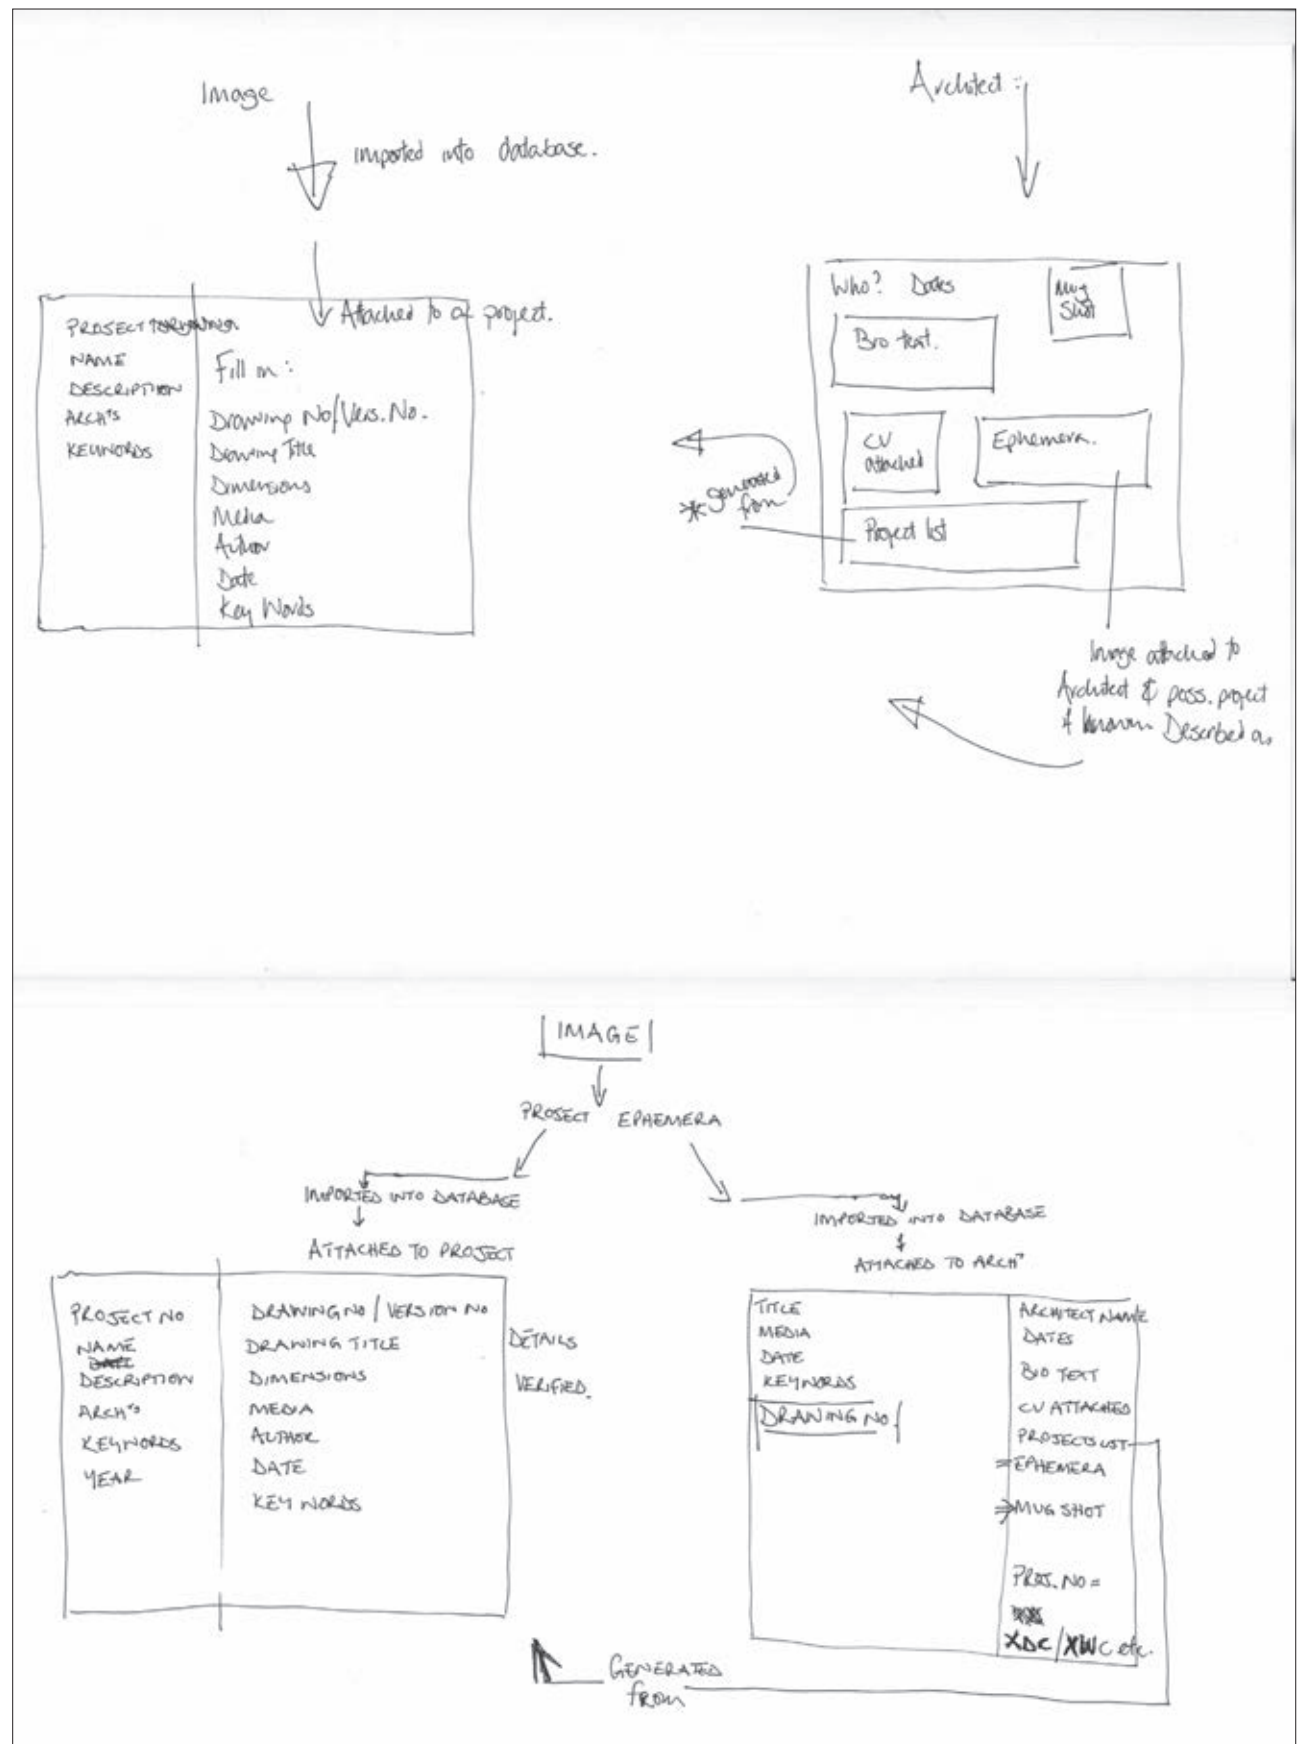 Image
imported into database.
Attached to a project.
PROJECT
NAME
DESCRIPTION
ARCH'S
KEYWORDS
Fill in:
Drawing No/Vers. No.
Drawing Title
Dimensions
Media
Author
Date
Key Words
Architect:
Who? Dates
Mug
Shot
Bio text.
CV
attached
Ephemera.
Project list
* generated
from
Image attached to
Architect & poss. project
if known Described as
IMAGE
PROJECT EPHEMERA
IMPORTED INTO DATABASE
ATTACHED TO PROJECT
PROJECT NO
NAME
DATE
DESCRIPTION
ARCH'S
KEYWORDS
YEAR
DRAWING NO / VERSION NO
DRAWING TITLE
DIMENSIONS
MEDIA
AUTHOR
DATE
KEY WORDS
DETAILS
VERIFIED.
IMPORTED INTO DATABASE
ATTACHED TO ARCHT
TITLE
MEDIA
DATE
KEYWORDS
DRANING NO.
ARCHITECT NAME
DATES
BIO TEXT
CV ATTACHED
PROJECTS LIST
=EPHEMERA
MUG SHOT
PROJ. NO =
XDC/XWC etc.
GENERATED
from